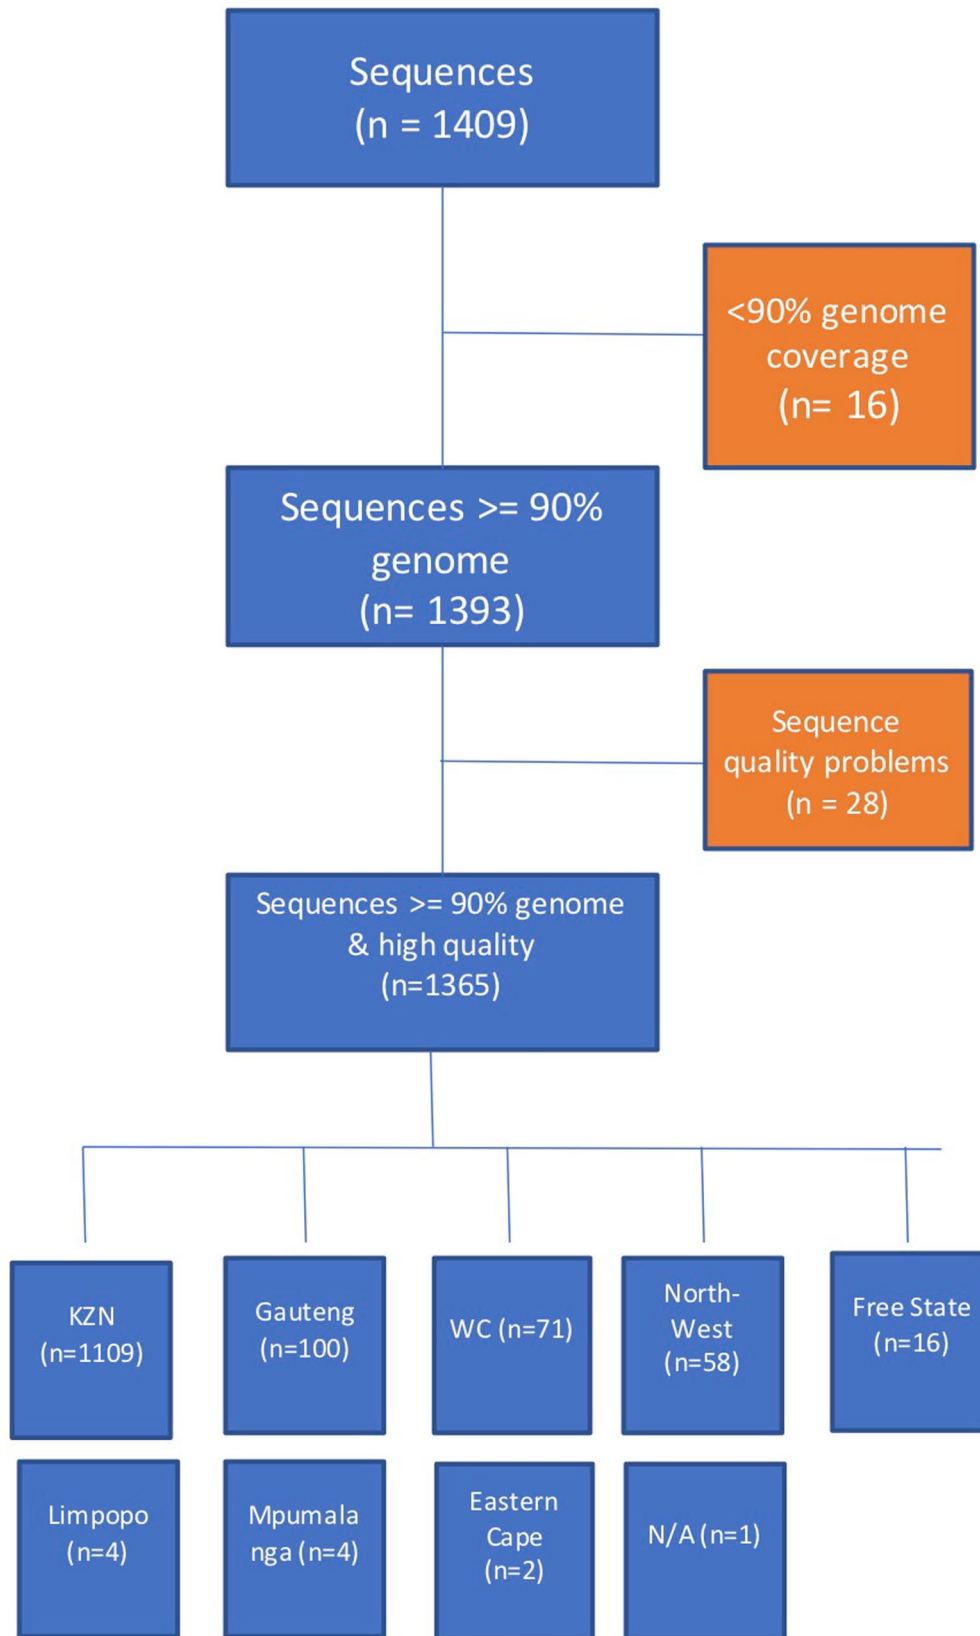 Sequences
(n = 1409)
<90% genome
coverage
(n= 16)
Sequences >= 90%
genome
(n= 1393)
Sequence
quality problems
(n = 28)
Sequences >= 90% genome
& high quality
(n=1365)
KZN
(n=1109)
Gauteng
(n=100)
WC (n=71)
North-
West
(n=58)
Free State
(n=16)
Limpopo
(n=4)
Mpumala
nga (n=4)
Eastern
Cape
(n=2)
N/A (n=1)